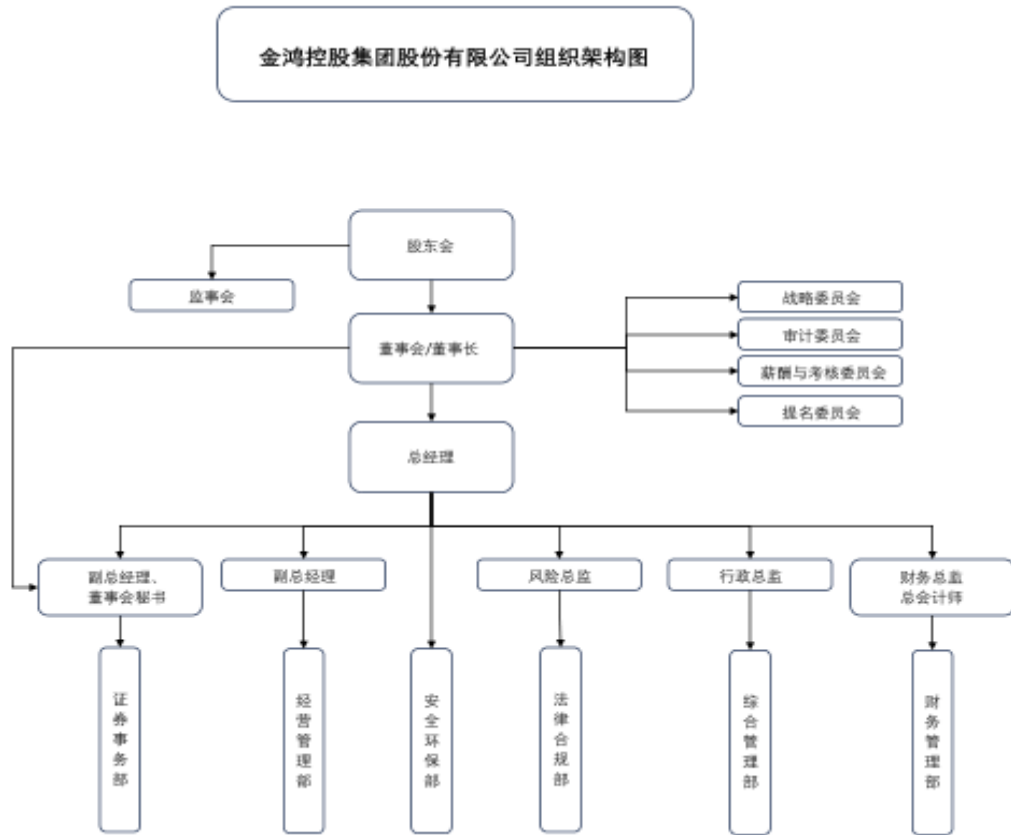 金鸿控股集团股份有限公司组织架构图
股东会
监事会
董事会/董事长
战略委员会
审计委员会
薪酬与考核委员会
提名委员会
总经理
副总经理、
董事会秘书
副总经理
风险总监
行政总监
财务总监
总会计师
证券事务部
经营管理部
安全环保部
法律合规部
综合管理部
财务管理部